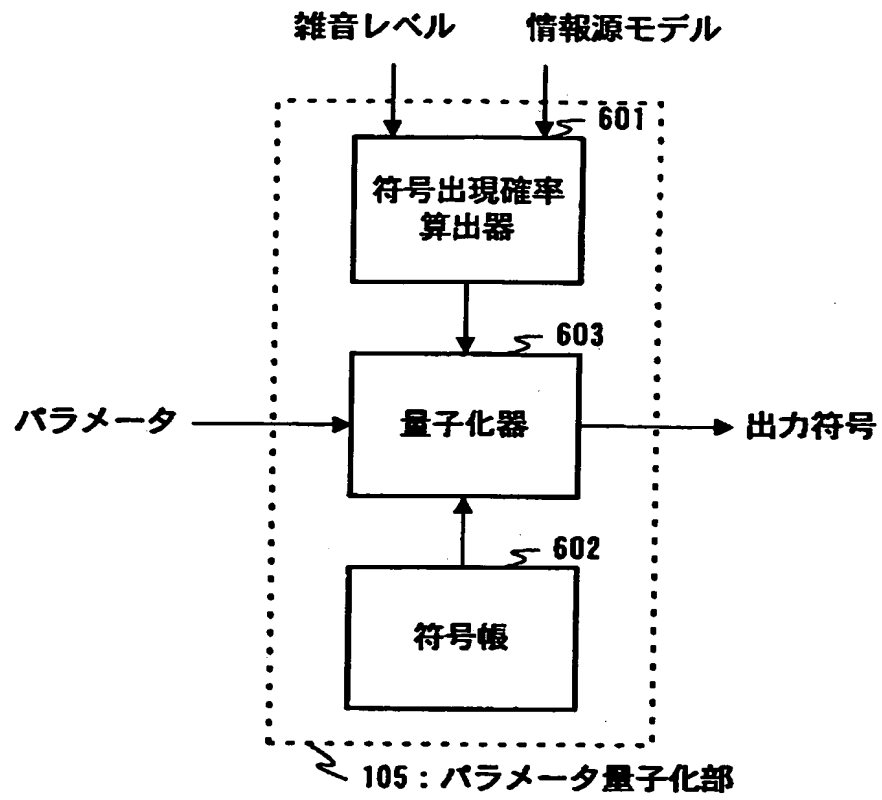 雑音レベル
情報源モデル
601
符号出現確率
算出器
603
パラメータ
量子化器
出力符号
602
符号帳
105：パラメータ量子化部